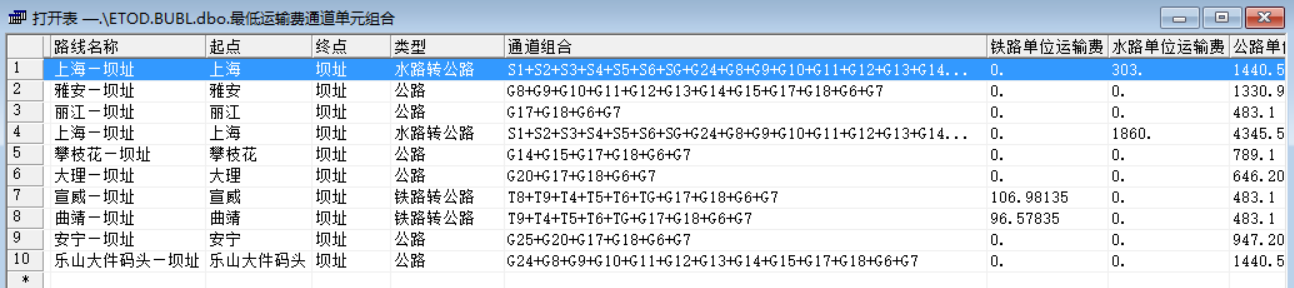 打开表 —.\ETOD.BUBL.dbo.最低运输费通道单元组合
路线名称 起点 终点 类型 通道组合 铁路单位运输费 水路单位运输费 公路单
1 上海－坝址 上海 坝址 水路转公路 S1+S2+S3+S4+S5+S6+SG+G24+G8+G9+G10+G11+G12+G13+G14... 0. 303. 1440.5
2 雅安－坝址 雅安 坝址 公路 G8+G9+G10+G11+G12+G13+G14+G15+G17+G18+G6+G7 0. 0. 1330.9
3 丽江－坝址 丽江 坝址 公路 G17+G18+G6+G7 0. 0. 483.1
4 上海－坝址 上海 坝址 水路转公路 S1+S2+S3+S4+S5+S6+SG+G24+G8+G9+G10+G11+G12+G13+G14... 0. 1860. 4345.5
5 攀枝花－坝址 攀枝花 坝址 公路 G14+G15+G17+G18+G6+G7 0. 0. 789.1
6 大理－坝址 大理 坝址 公路 G20+G17+G18+G6+G7 0. 0. 646.20
7 宣威－坝址 宣威 坝址 铁路转公路 T8+T9+T4+T5+T6+TG+G17+G18+G6+G7 106.98135 0. 483.1
8 曲靖－坝址 曲靖 坝址 铁路转公路 T9+T4+T5+T6+TG+G17+G18+G6+G7 96.57835 0. 483.1
9 安宁－坝址 安宁 坝址 公路 G25+G20+G17+G18+G6+G7 0. 0. 947.20
10 乐山大件码头－坝址 乐山大件码头 坝址 公路 G24+G8+G9+G10+G11+G12+G13+G14+G15+G17+G18+G6+G7 0. 0. 1440.5
*